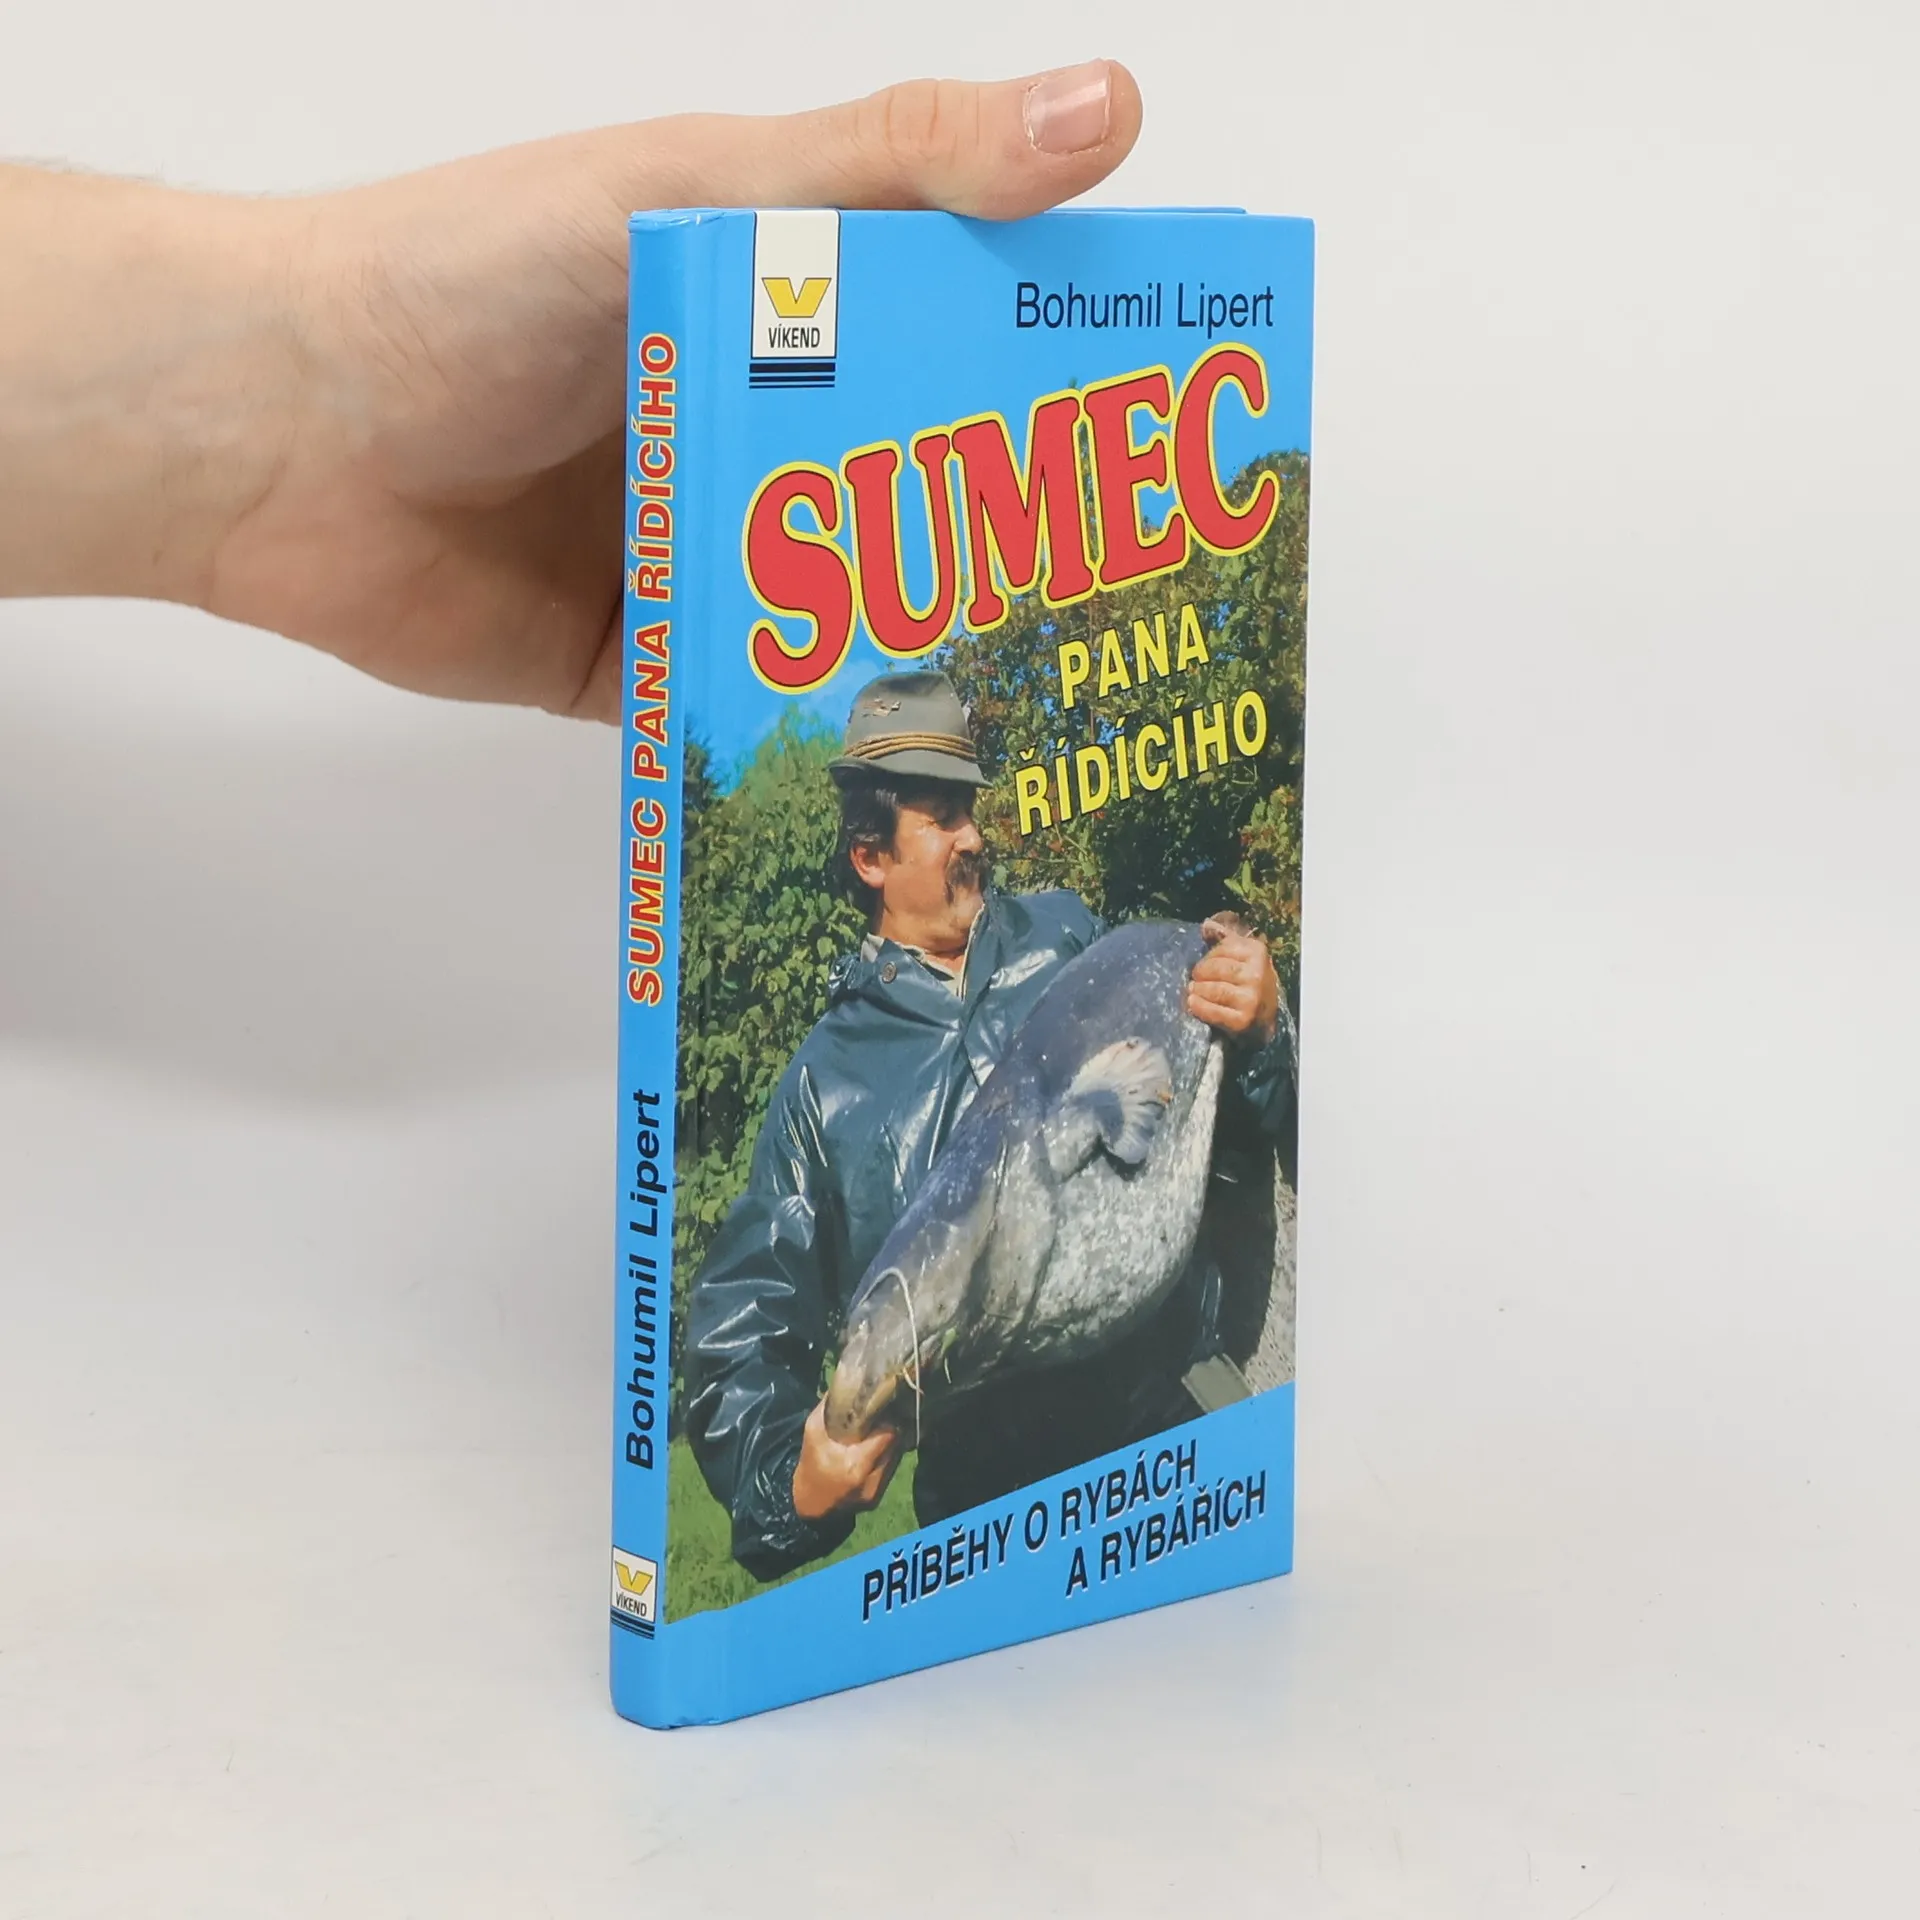 VÍKEND
Bohumil Lipert
SUMEC
PANA
ŘÍDÍCÍHO
PŘÍBĚHY O RYBÁCH
A RYBÁŘÍCH
Bohumil Lipert SUMEC PANA ŘÍDÍCÍHO
VÍKEND